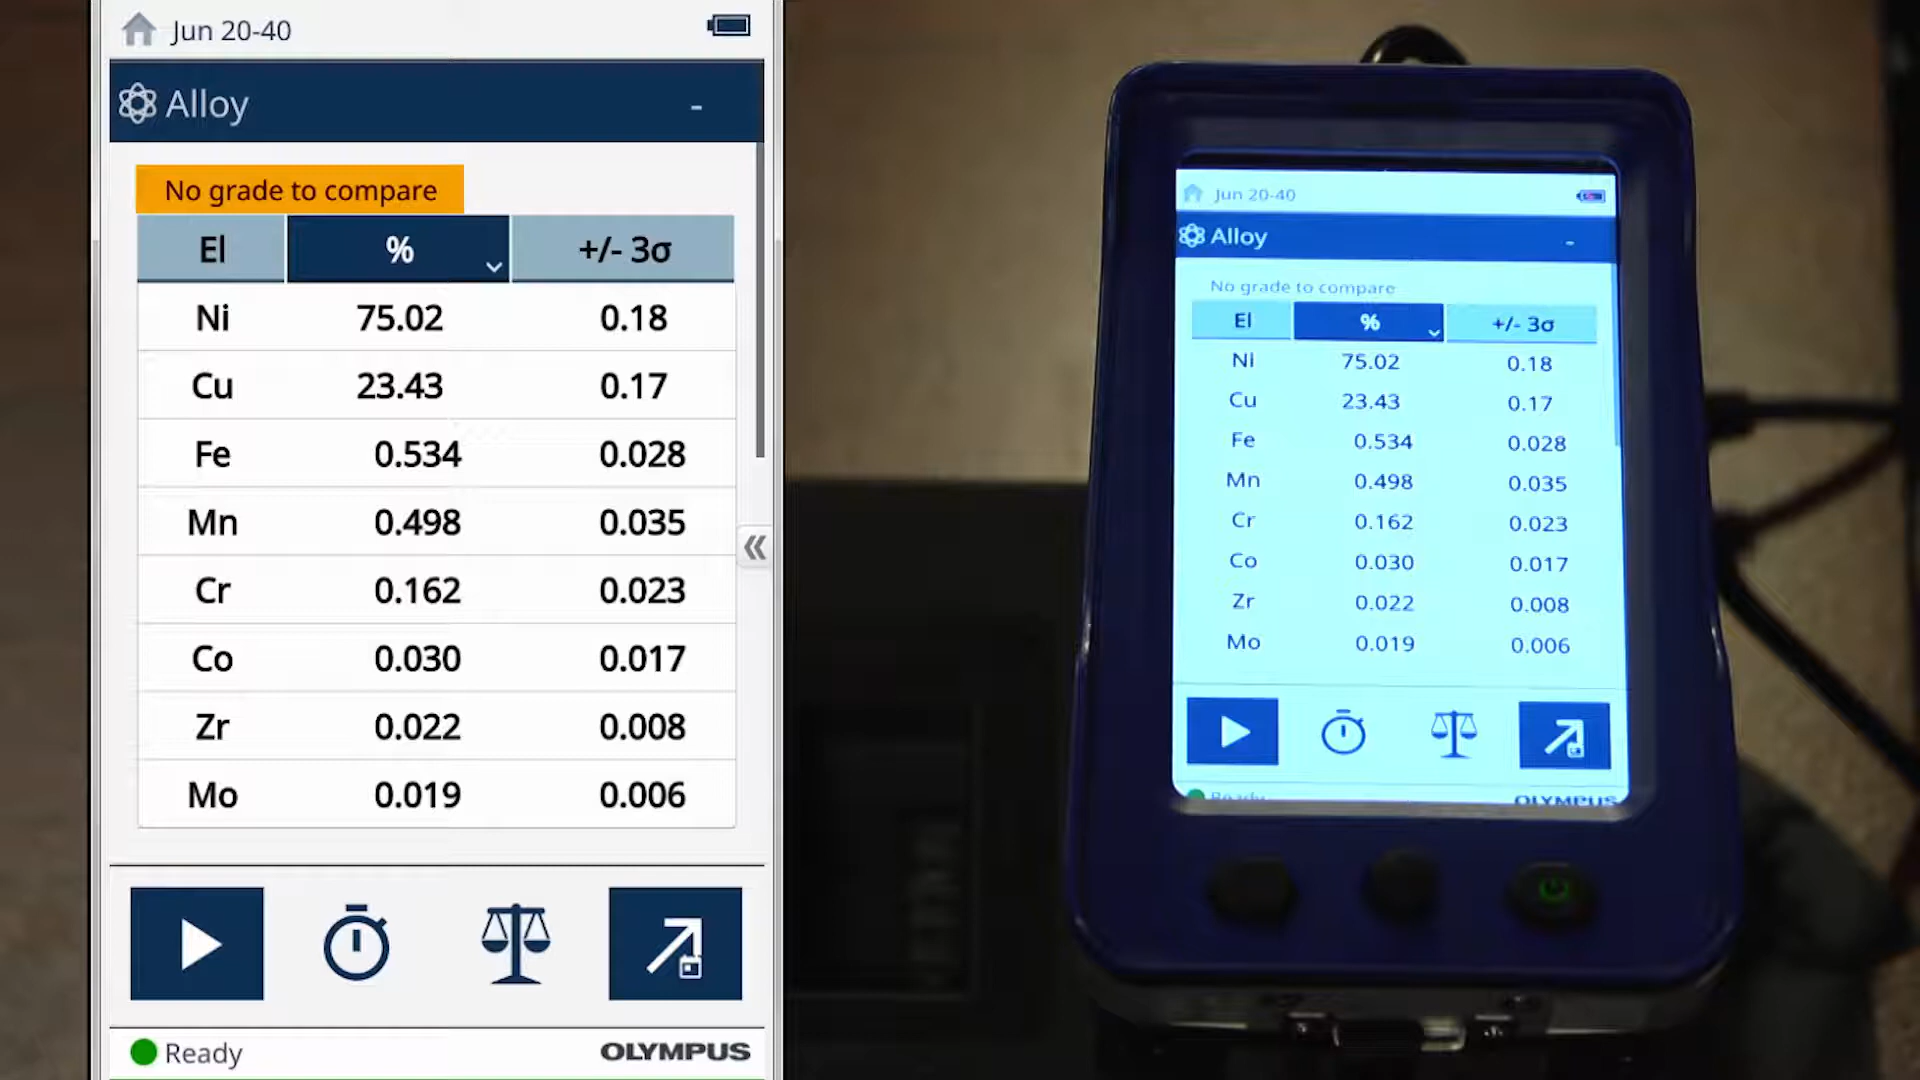 Jun 20-40
Alloy -
No grade to compare
El % +/- 3σ
Ni 75.02 0.18
Cu 23.43 0.17
Fe 0.534 0.028
Mn 0.498 0.035
Cr 0.162 0.023
Co 0.030 0.017
Zr 0.022 0.008
Mo 0.019 0.006
Ready OLYMPUS
Jun 20-40
Alloy -
No grade to compare
El % +/- 3σ
Ni 75.02 0.18
Cu 23.43 0.17
Fe 0.534 0.028
Mn 0.498 0.035
Cr 0.162 0.023
Co 0.030 0.017
Zr 0.022 0.008
Mo 0.019 0.006
Ready OLYMPUS